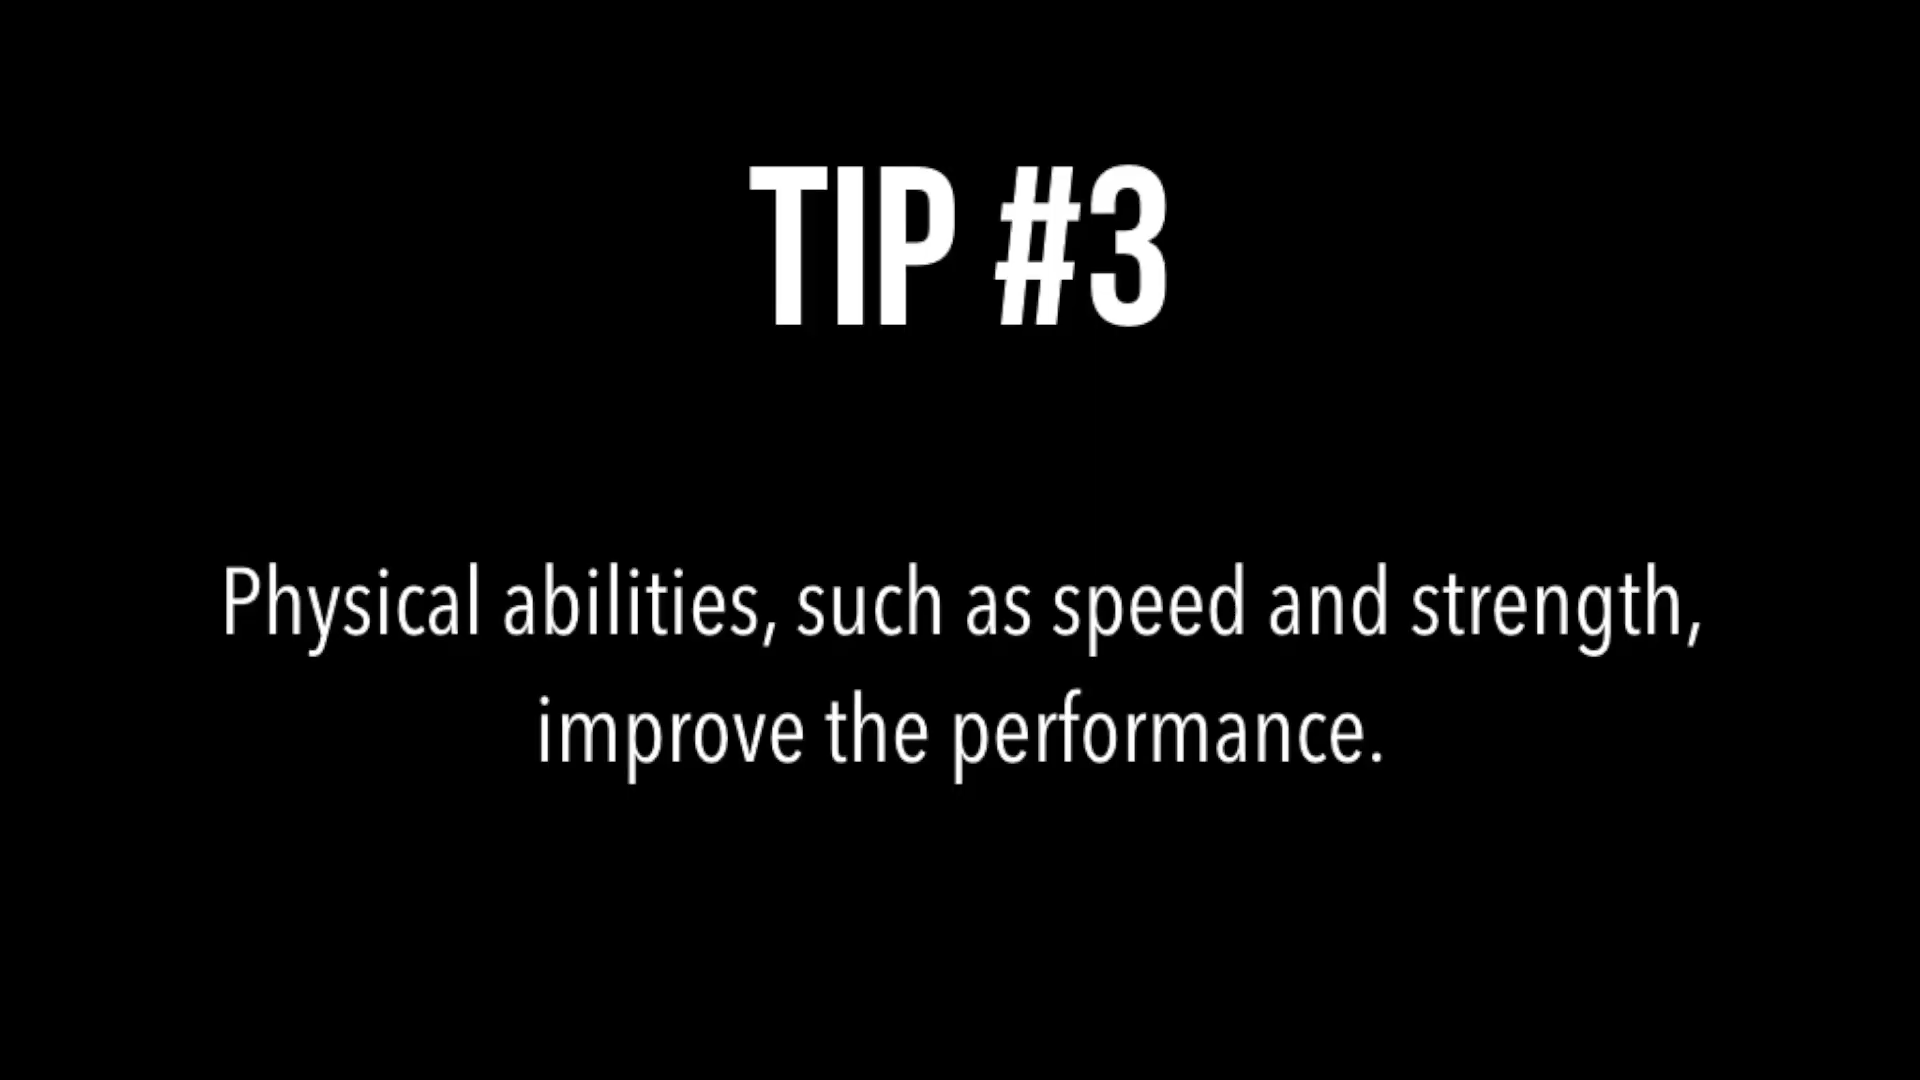 TIP #3
Physical abilities, such as speed and strength,
improve the performance.